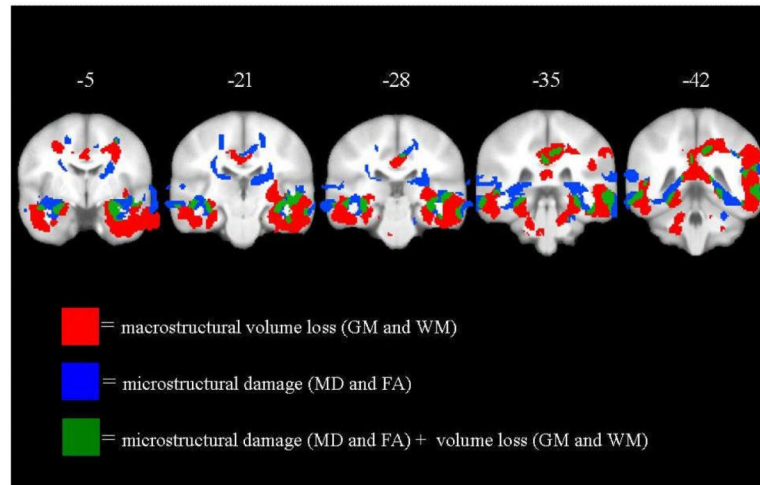 -5 -21 -28 -35 -42
= macrostructural volume loss (GM and WM)
= microstructural damage (MD and FA)
= microstructural damage (MD and FA) + volume loss (GM and WM)